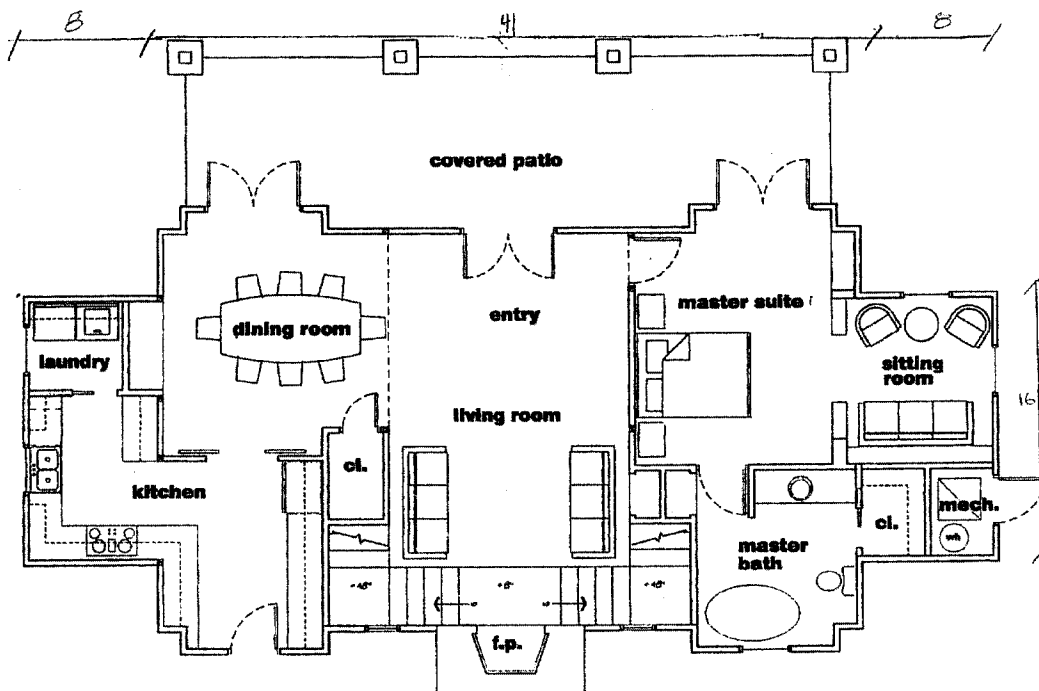 8
41
8
covered patio
dining room
entry
master suite
laundry
sitting
room
16
living room
cl.
kitchen
cl.
mech.
wh
master
bath
f.p.